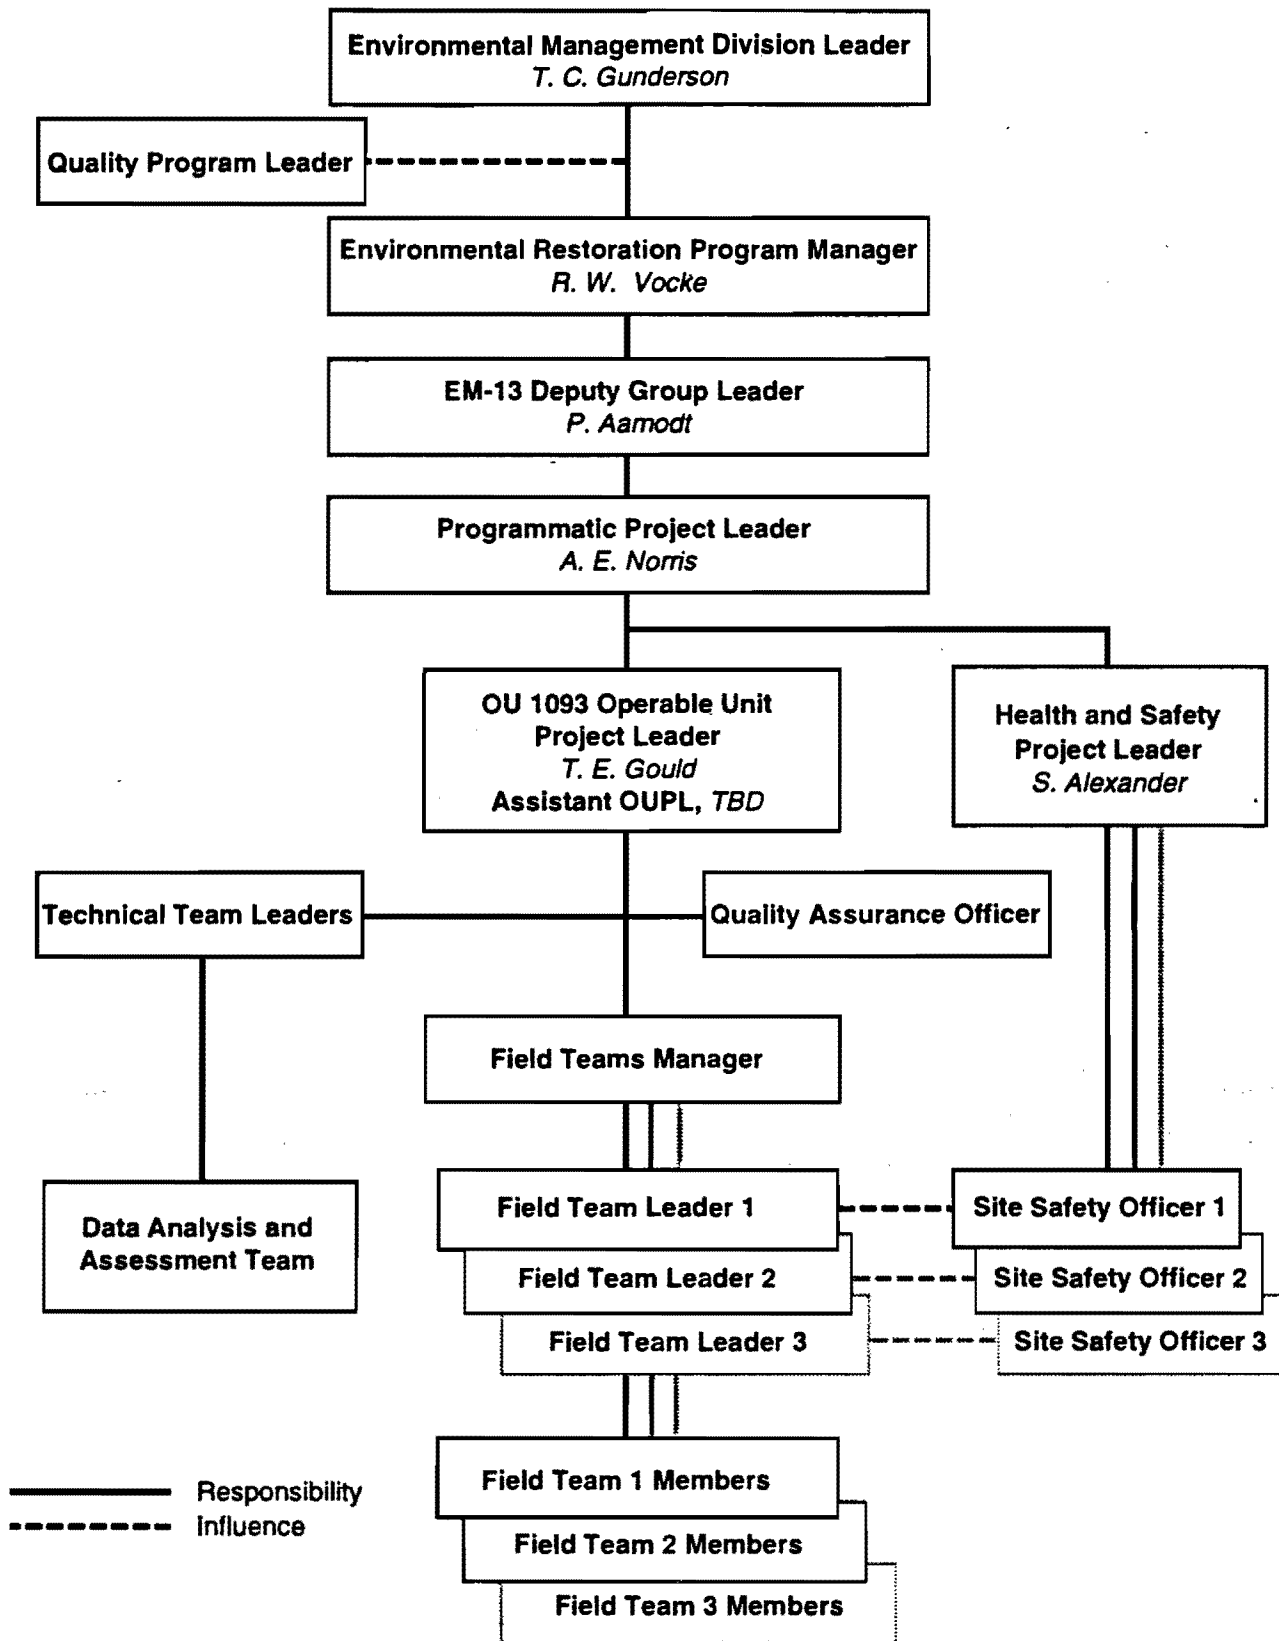 Environmental Management Division Leader
T. C. Gunderson
Quality Program Leader
Environmental Restoration Program Manager
R. W. Vocke
EM-13 Deputy Group Leader
P. Aamodt
Programmatic Project Leader
A. E. Norris
OU 1093 Operable Unit
Project Leader
T. E. Gould
Assistant OUPL, TBD
Health and Safety
Project Leader
S. Alexander
Technical Team Leaders
Quality Assurance Officer
Field Teams Manager
Data Analysis and
Assessment Team
Field Team Leader 1
Site Safety Officer 1
Field Team Leader 2
Site Safety Officer 2
Field Team Leader 3
Site Safety Officer 3
Field Team 1 Members
Field Team 2 Members
Field Team 3 Members
Responsibility
Influence